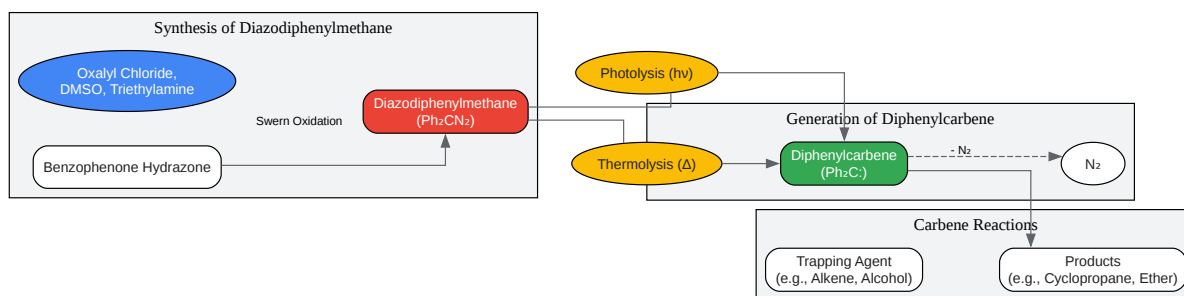 Synthesis of Diazodiphenylmethane
Oxalyl Chloride,
DMSO, Triethylamine
Swern Oxidation
Diazodiphenylmethane
(Ph₂CN₂)
Benzophenone Hydrazone
Photolysis (hν)
Thermolysis (Δ)
Generation of Diphenylcarbene
Diphenylcarbene
(Ph₂C:)
- N₂
N₂
Carbene Reactions
Trapping Agent
(e.g., Alkene, Alcohol)
Products
(e.g., Cyclopropane, Ether)